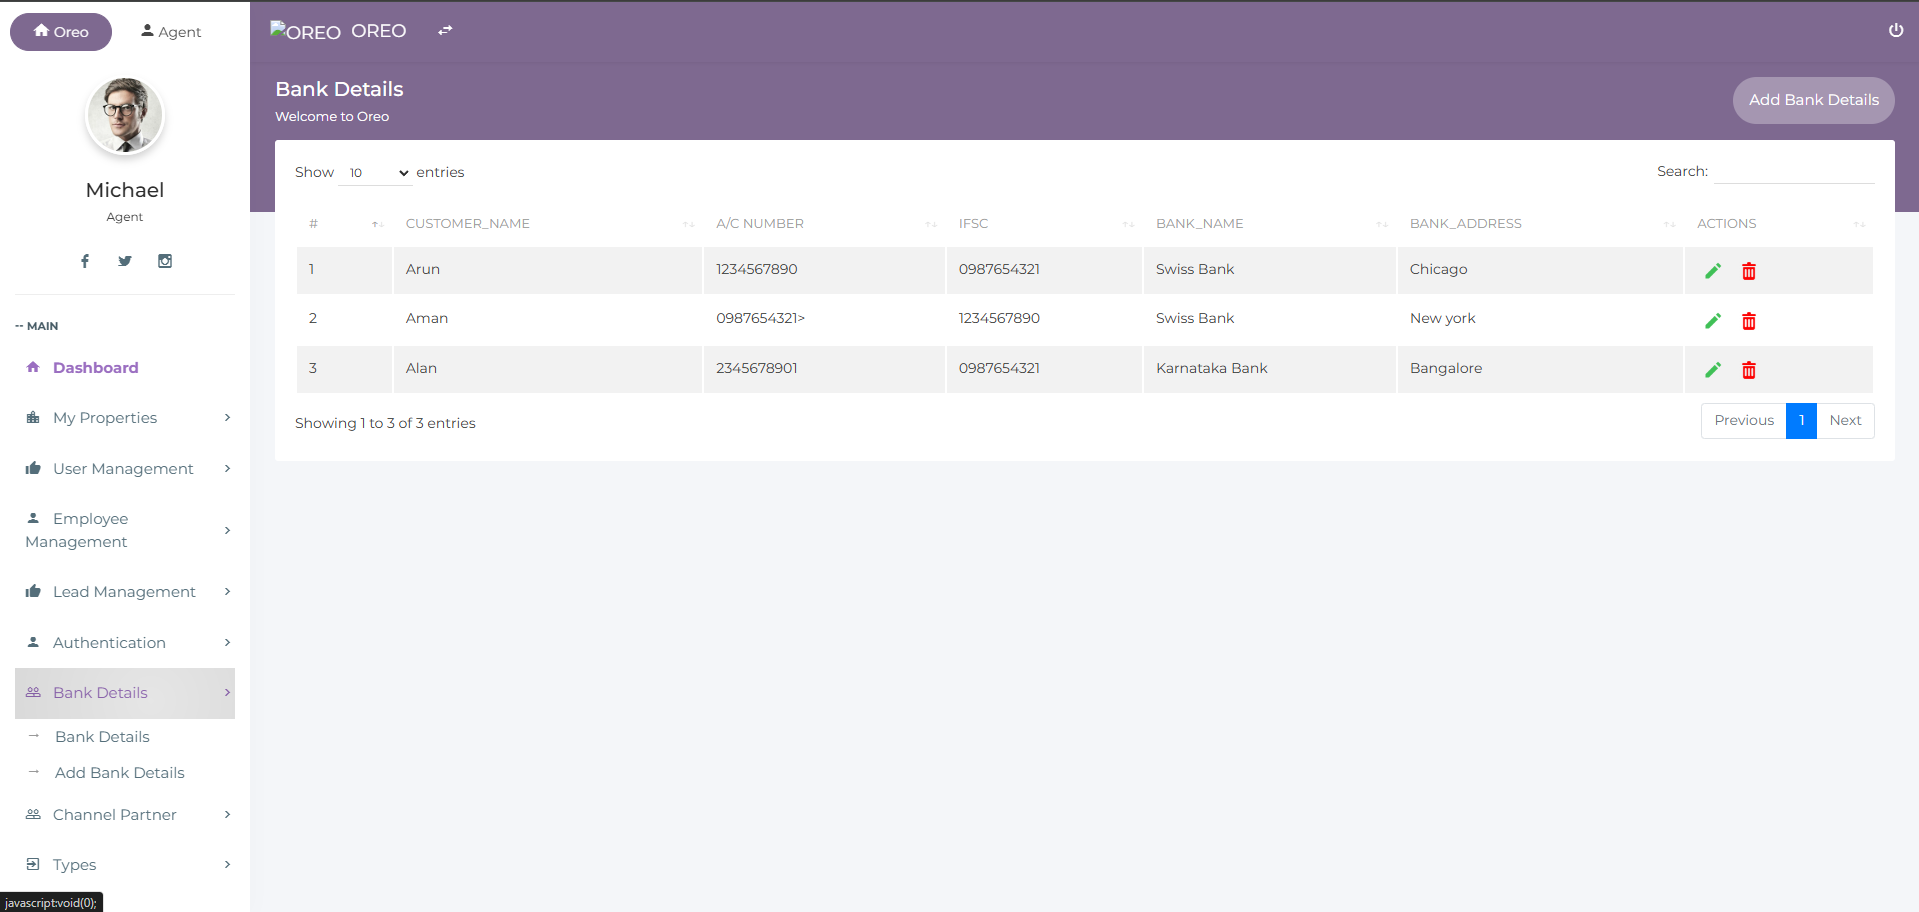 Oreo
Agent
Michael
Agent
-- MAIN
Dashboard
My Properties
User Management
Employee
Management
Lead Management
Authentication
Bank Details
Bank Details
Add Bank Details
Channel Partner
Types
javascript:void(0);
OREO OREO
Bank Details
Welcome to Oreo
Add Bank Details
Show 10 entries
Search:
# CUSTOMER_NAME A/C NUMBER IFSC BANK_NAME BANK_ADDRESS ACTIONS
1 Arun 1234567890 0987654321 Swiss Bank Chicago
2 Aman 0987654321> 1234567890 Swiss Bank New york
3 Alan 2345678901 0987654321 Karnataka Bank Bangalore
Showing 1 to 3 of 3 entries
Previous 1 Next